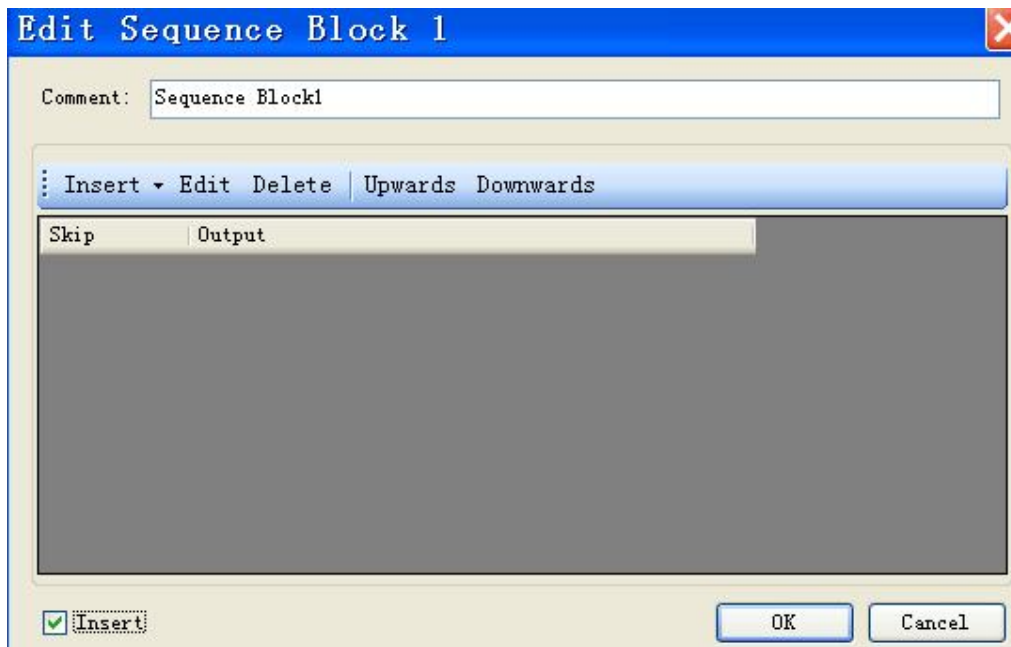 Edit Sequence Block 1
Comment: Sequence Block1
Insert Edit Delete Upwards Downwards
Skip Output
Insert OK Cancel